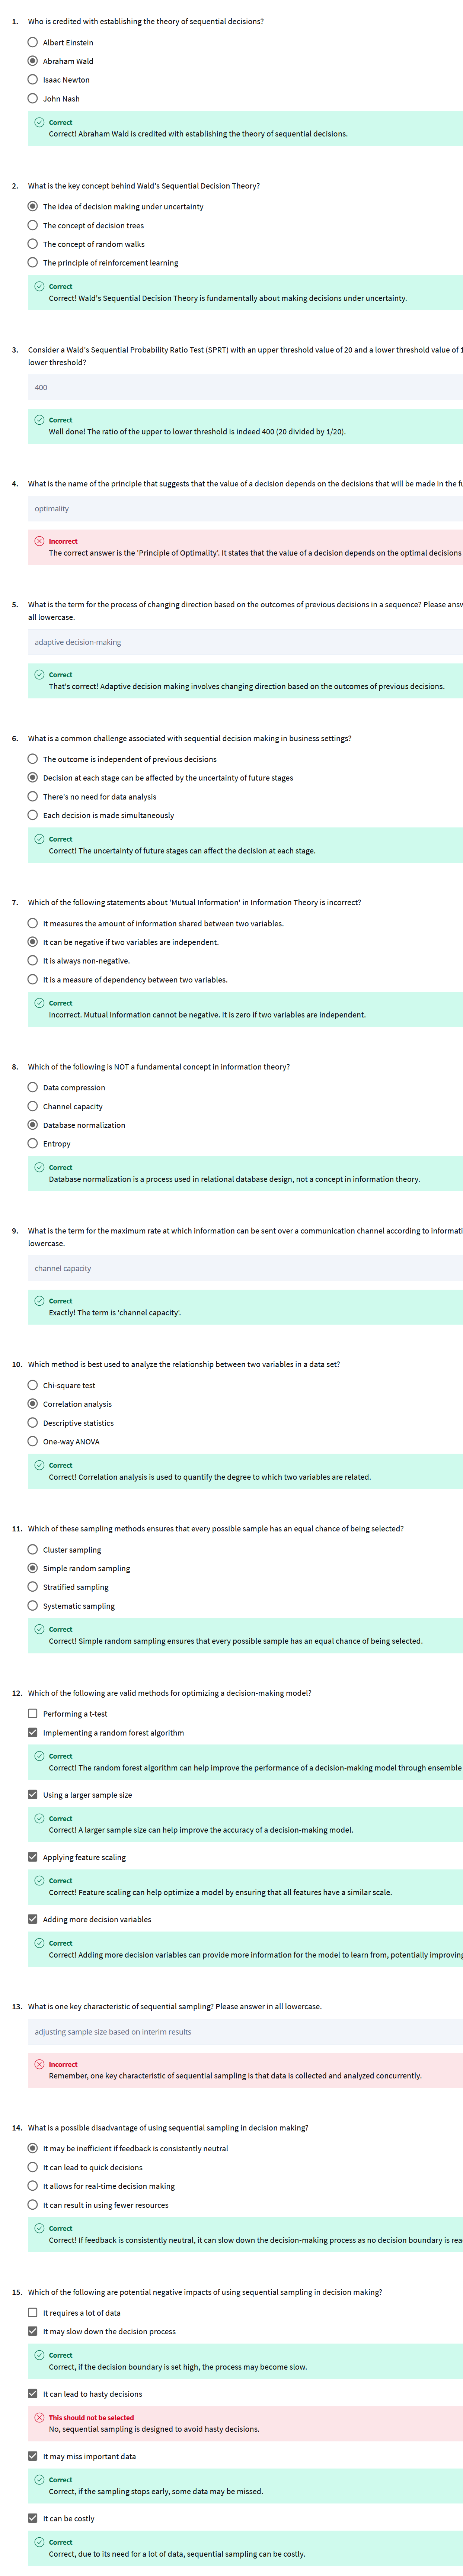 1. Who is credited with establishing the theory of sequential decisions?
Albert Einstein
Abraham Wald
Isaac Newton
John Nash
Correct
Correct! Abraham Wald is credited with establishing the theory of sequential decisions.
2. What is the key concept behind Wald's Sequential Decision Theory?
The idea of decision making under uncertainty
The concept of decision trees
The concept of random walks
The principle of reinforcement learning
Correct
Correct! Wald's Sequential Decision Theory is fundamentally about making decisions under uncertainty.
3. Consider a Wald's Sequential Probability Ratio Test (SPRT) with an upper threshold value of 20 and a lower threshold value of 1
lower threshold?
400
Correct
Well done! The ratio of the upper to lower threshold is indeed 400 (20 divided by 1/20).
4. What is the name of the principle that suggests that the value of a decision depends on the decisions that will be made in the fu
optimality
Incorrect
The correct answer is the 'Principle of Optimality'. It states that the value of a decision depends on the optimal decisions
5. What is the term for the process of changing direction based on the outcomes of previous decisions in a sequence? Please answ
all lowercase.
adaptive decision-making
Correct
That's correct! Adaptive decision making involves changing direction based on the outcomes of previous decisions.
6. What is a common challenge associated with sequential decision making in business settings?
The outcome is independent of previous decisions
Decision at each stage can be affected by the uncertainty of future stages
There's no need for data analysis
Each decision is made simultaneously
Correct
Correct! The uncertainty of future stages can affect the decision at each stage.
7. Which of the following statements about 'Mutual Information' in Information Theory is incorrect?
It measures the amount of information shared between two variables.
It can be negative if two variables are independent.
It is always non-negative.
It is a measure of dependency between two variables.
Correct
Incorrect. Mutual Information cannot be negative. It is zero if two variables are independent.
8. Which of the following is NOT a fundamental concept in information theory?
Data compression
Channel capacity
Database normalization
Entropy
Correct
Database normalization is a process used in relational database design, not a concept in information theory.
9. What is the term for the maximum rate at which information can be sent over a communication channel according to informati
lowercase.
channel capacity
Correct
Exactly! The term is 'channel capacity'.
10. Which method is best used to analyze the relationship between two variables in a data set?
Chi-square test
Correlation analysis
Descriptive statistics
One-way ANOVA
Correct
Correct! Correlation analysis is used to quantify the degree to which two variables are related.
11. Which of these sampling methods ensures that every possible sample has an equal chance of being selected?
Cluster sampling
Simple random sampling
Stratified sampling
Systematic sampling
Correct
Correct! Simple random sampling ensures that every possible sample has an equal chance of being selected.
12. Which of the following are valid methods for optimizing a decision-making model?
Performing a t-test
Implementing a random forest algorithm
Correct
Correct! The random forest algorithm can help improve the performance of a decision-making model through ensemble
Using a larger sample size
Correct
Correct! A larger sample size can help improve the accuracy of a decision-making model.
Applying feature scaling
Correct
Correct! Feature scaling can help optimize a model by ensuring that all features have a similar scale.
Adding more decision variables
Correct
Correct! Adding more decision variables can provide more information for the model to learn from, potentially improving
13. What is one key characteristic of sequential sampling? Please answer in all lowercase.
adjusting sample size based on interim results
Incorrect
Remember, one key characteristic of sequential sampling is that data is collected and analyzed concurrently.
14. What is a possible disadvantage of using sequential sampling in decision making?
It may be inefficient if feedback is consistently neutral
It can lead to quick decisions
It allows for real-time decision making
It can result in using fewer resources
Correct
Correct! If feedback is consistently neutral, it can slow down the decision-making process as no decision boundary is rea
15. Which of the following are potential negative impacts of using sequential sampling in decision making?
It requires a lot of data
It may slow down the decision process
Correct
Correct, if the decision boundary is set high, the process may become slow.
It can lead to hasty decisions
This should not be selected
No, sequential sampling is designed to avoid hasty decisions.
It may miss important data
Correct
Correct, if the sampling stops early, some data may be missed.
It can be costly
Correct
Correct, due to its need for a lot of data, sequential sampling can be costly.